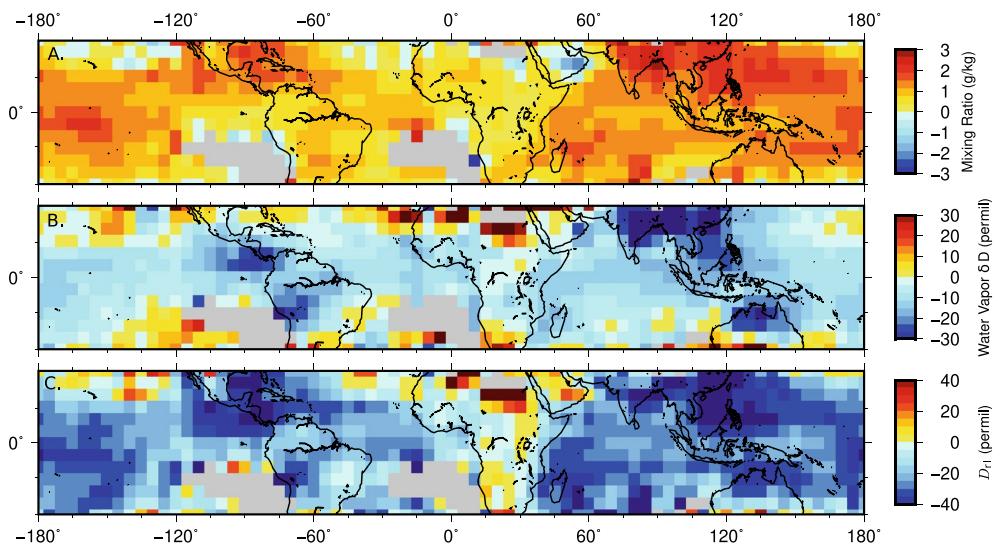 −180˚ −120˚ −60˚ 0˚ 60˚ 120˚ 180˚
A.
0˚
3
2
1
0
−1
−2
−3
Mixing Ratio (g/kg)
B.
0˚
30
20
10
0
−10
−20
−30
Water Vapor δD (permil)
C.
0˚
40
20
0
−20
−40
(permil)
−180˚ −120˚ −60˚ 0˚ 60˚ 120˚ 180˚